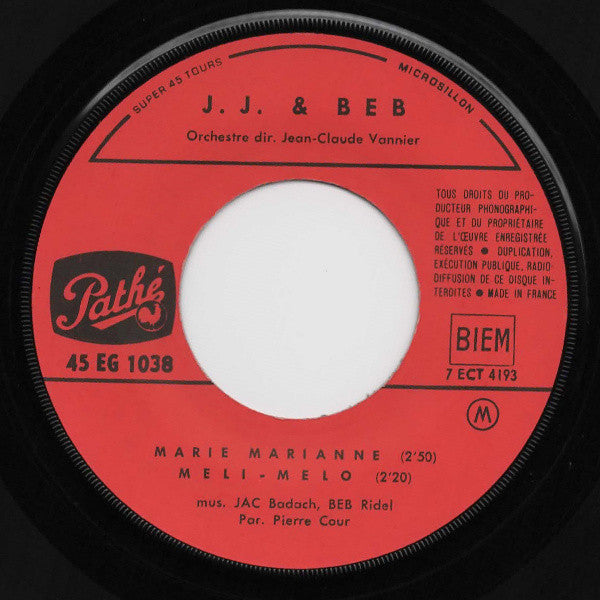 SUPER 45 TOURS
MICROSILLON
J. J. & BEB
Orchestre dir. Jean-Claude Vannier
TOUS DROITS DU PRO-
DUCTEUR PHONOGRAPHI-
QUE ET DU PROPRIÉTAIRE
DE L'ŒUVRE ENREGISTRÉE
RÉSERVÉS ● DUPLICATION,
EXÉCUTION PUBLIQUE, RADIO-
DIFFUSION DE CE DISQUE IN-
TERDITES ● MADE IN FRANCE
Pathé
45 EG 1038
BIEM
7 ECT 4193
M
MARIE MARIANNE (2'50)
MELI-MELO (2'20)
mus. JAC Badach, BEB Ridel
Par. Pierre Cour